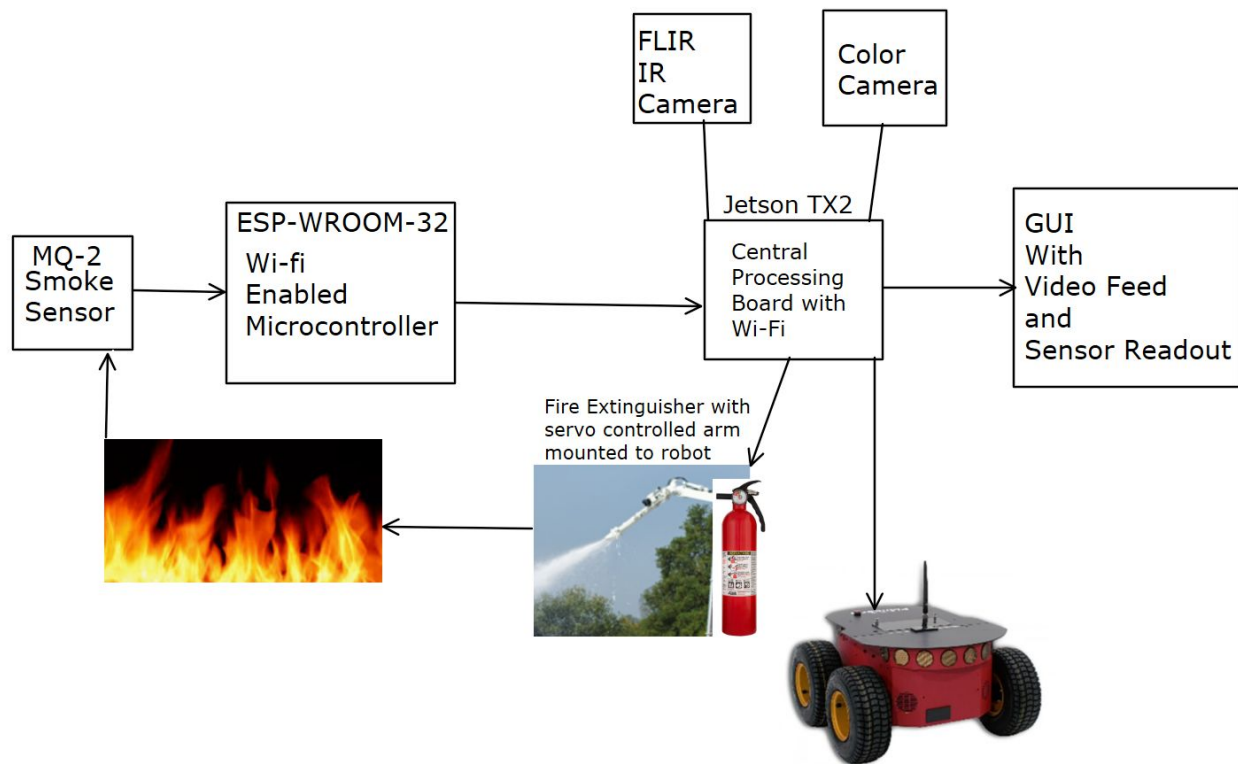 FLIR
IR
Camera
Color
Camera
Jetson TX2
ESP-WROOM-32
Wi-fi
Enabled
Microcontroller
MQ-2
Smoke
Sensor
Central
Processing
Board with
Wi-Fi
GUI
With
Video Feed
and
Sensor Readout
Fire Extinguisher with
servo controlled arm
mounted to robot